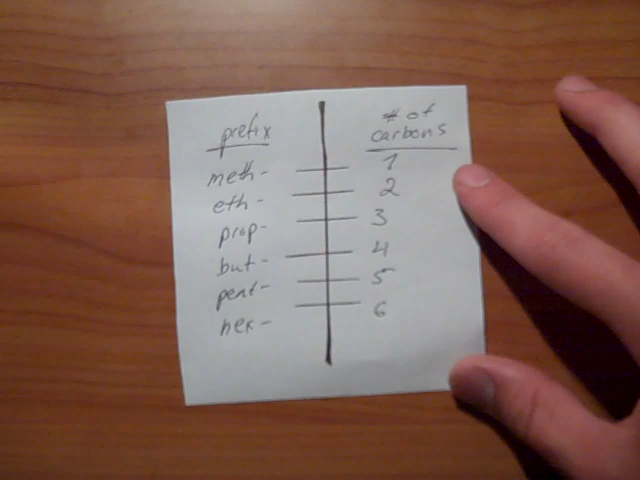 prefix # of
carbons
meth- 1
eth- 2
prop- 3
but- 4
pent- 5
hex- 6